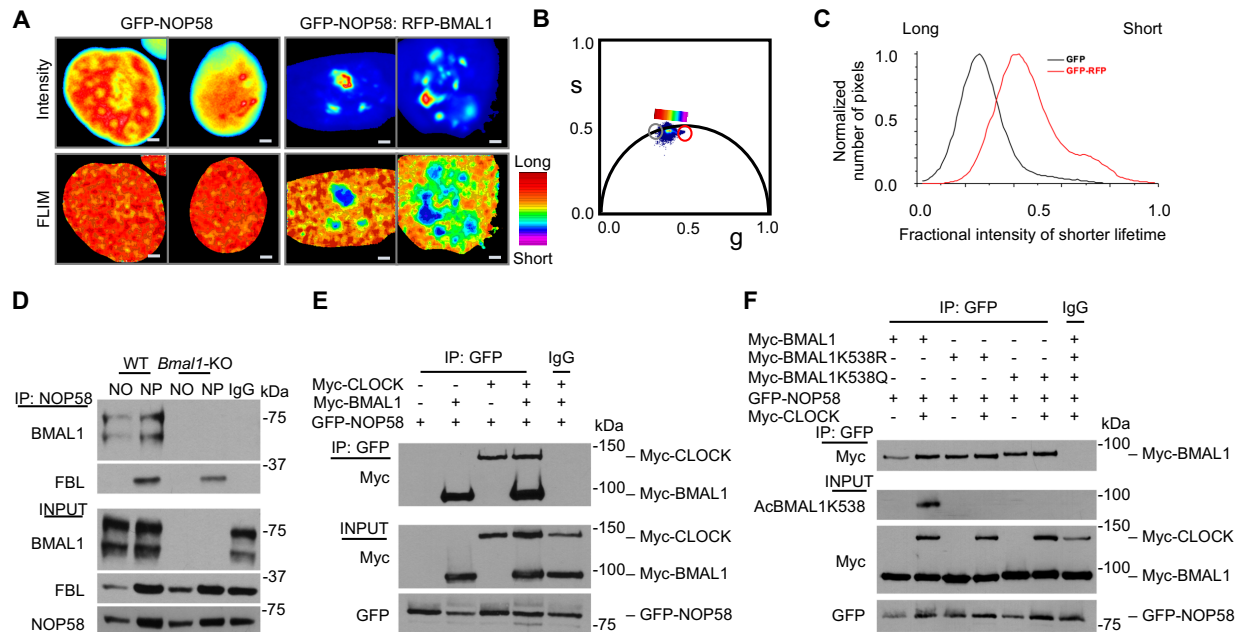 A
GFP-NOP58
GFP-NOP58: RFP-BMAL1
Intensity
FLIM
Long
Short
B
1.0
S
0.5
0.0
0.0
g
1.0
C
Long
Short
GFP
GFP-RFP
1.0
Normalized
number of pixels
0.0
0.5
1.0
Fractional intensity of shorter lifetime
D
WT
Bmal1-KO
NO NP NO NP IgG kDa
IP: NOP58
BMAL1
-75
-37
FBL
INPUT
BMAL1
-75
-37
FBL
-75
NOP58
E
IP: GFP
IgG
Myc-CLOCK - - + + +
Myc-BMAL1 - + - + +
GFP-NOP58 + + + + +
kDa
IP: GFP
-150
Myc
– Myc-CLOCK
-100
– Myc-BMAL1
INPUT
-150
Myc
– Myc-CLOCK
-100
– Myc-BMAL1
GFP
– GFP-NOP58
-75
F
IP: GFP
IgG
Myc-BMAL1 + + - - - - +
Myc-BMAL1K538R - - + + - - +
Myc-BMAL1K538Q - - - - + + +
GFP-NOP58 + + + + + + +
Myc-CLOCK - + - + - + +
kDa
IP: GFP
-100
Myc
– Myc-BMAL1
INPUT
AcBMAL1K538
-100
-150
– Myc-CLOCK
Myc
-100
– Myc-BMAL1
GFP
– GFP-NOP58
-75